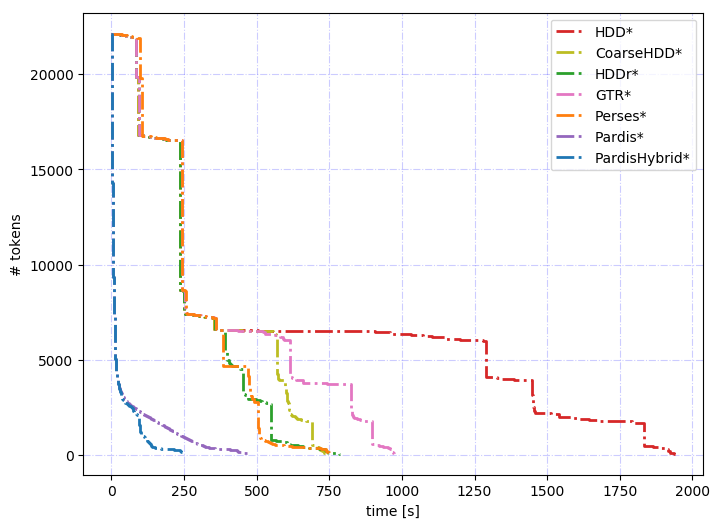 HDD*
CoarseHDD*
HDDr*
GTR*
Perses*
Pardis*
PardisHybrid*
# tokens
20000
15000
10000
5000
0
0 250 500 750 1000 1250 1500 1750 2000
time [s]